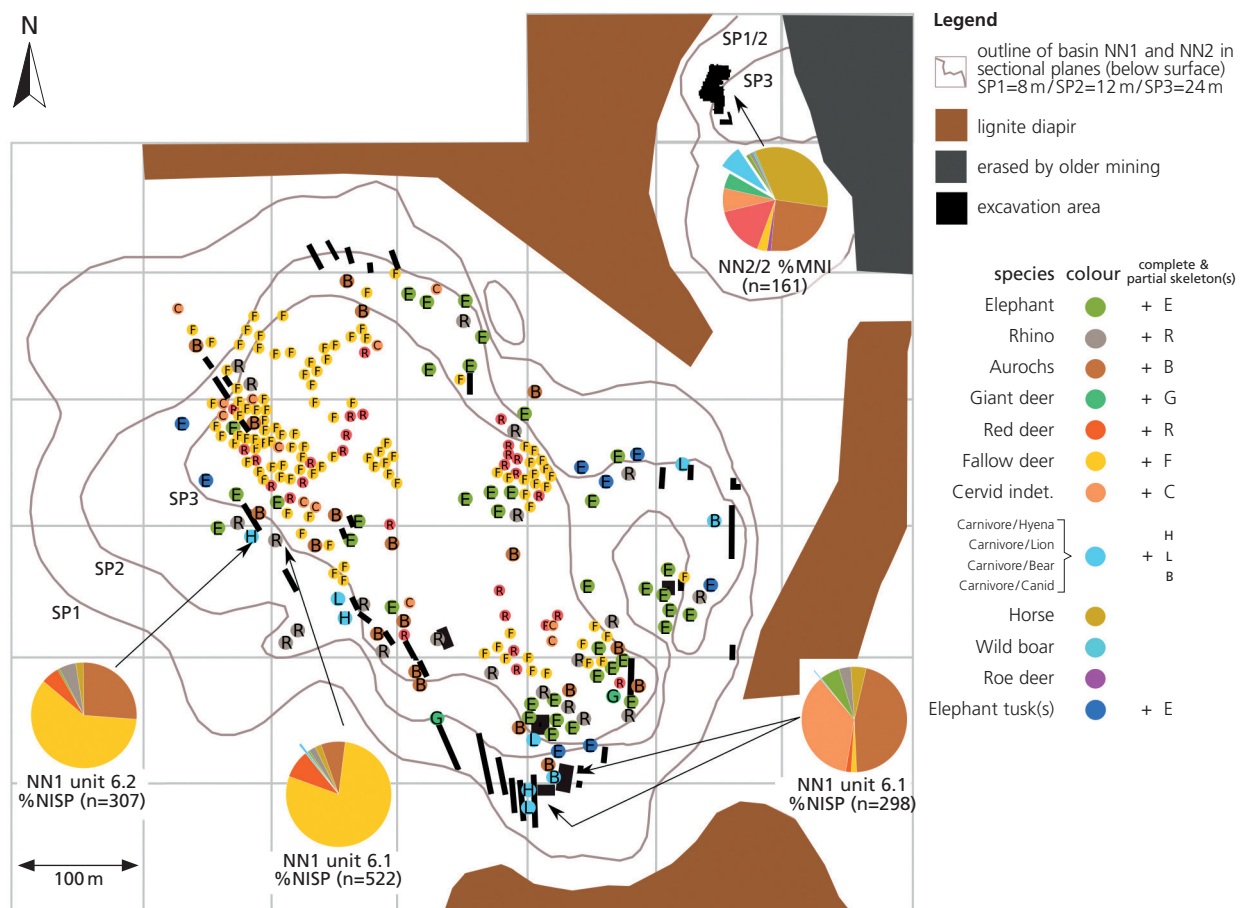 N
SP1/2
SP3
NN2/2 %MNI
(n=161)
SP3
SP2
SP1
NN1 unit 6.2
%NISP (n=307)
NN1 unit 6.1
%NISP (n=522)
NN1 unit 6.1
%NISP (n=298)
100 m
Legend
outline of basin NN1 and NN2 in
sectional planes (below surface)
SP1=8 m / SP2=12 m / SP3=24 m
lignite diapir
erased by older mining
excavation area
species colour complete &
partial skeleton(s)
Elephant + E
Rhino + R
Aurochs + B
Giant deer + G
Red deer + R
Fallow deer + F
Cervid indet. + C
Carnivore/Hyena H
Carnivore/Lion + L
Carnivore/Bear B
Carnivore/Canid
Horse
Wild boar
Roe deer
Elephant tusk(s) + E